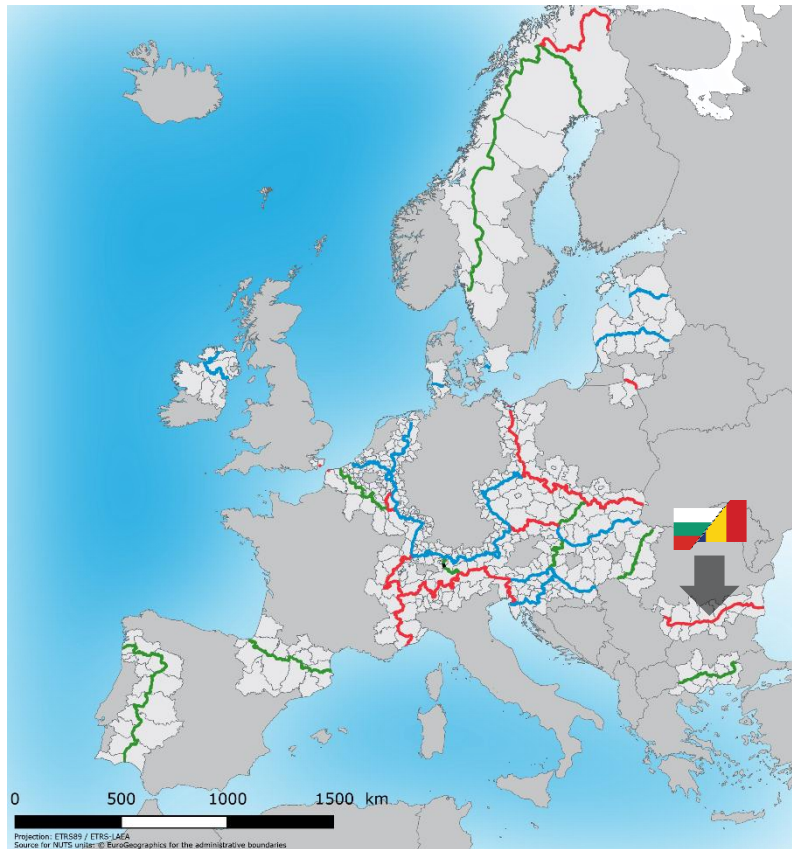 0 500 1000 1500 km
Projection: ETRS89 / ETRS-LAEA
Source for NUTS units: © EuroGeographics for the administrative boundaries